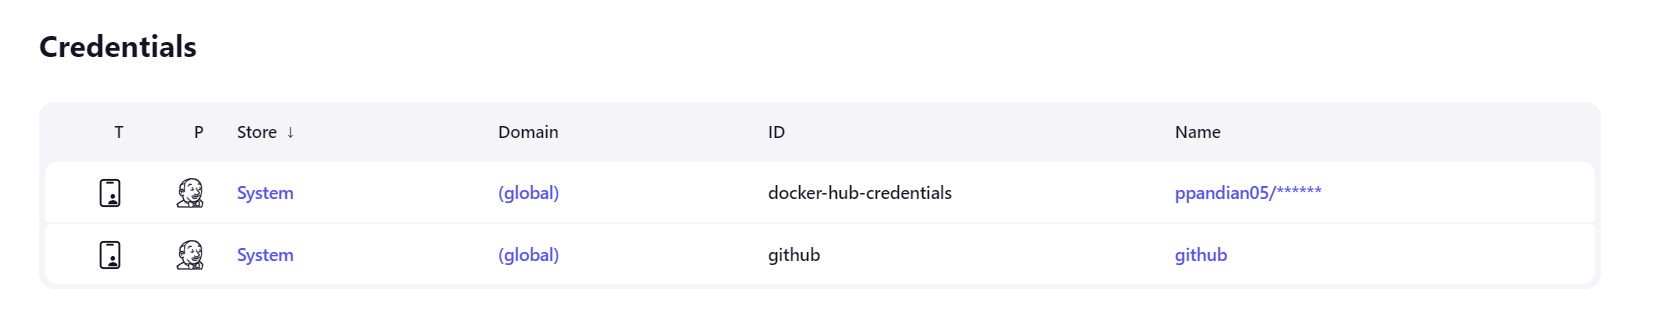 Credentials
T P Store ↓ Domain ID Name
System (global) docker-hub-credentials ppandian05/******
System (global) github github